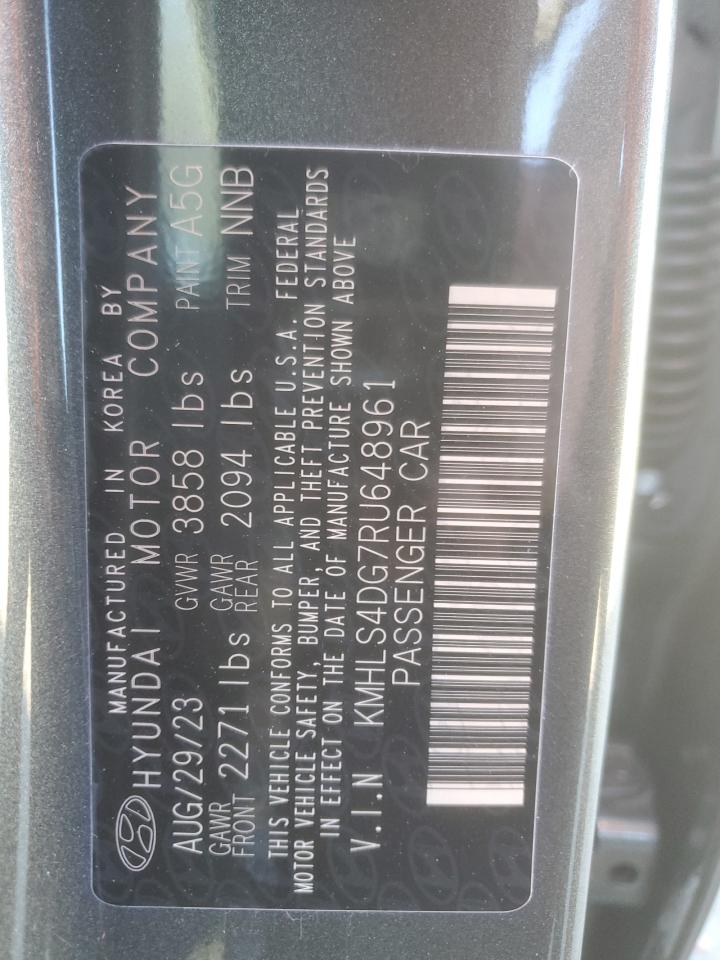 MANUFACTURED IN KOREA BY
HYUNDAI MOTOR COMPANY
AUG/29/23 GVWR 3858 lbs PAINT A5G
GAWR FRONT 2271 lbs GAWR REAR 2094 lbs TRIM NNB
THIS VEHICLE CONFORMS TO ALL APPLICABLE U.S.A. FEDERAL
MOTOR VEHICLE SAFETY, BUMPER, AND THEFT PREVENTION STANDARDS
IN EFFECT ON THE DATE OF MANUFACTURE SHOWN ABOVE
V.I.N KMHLS4DG7RU648961
PASSENGER CAR